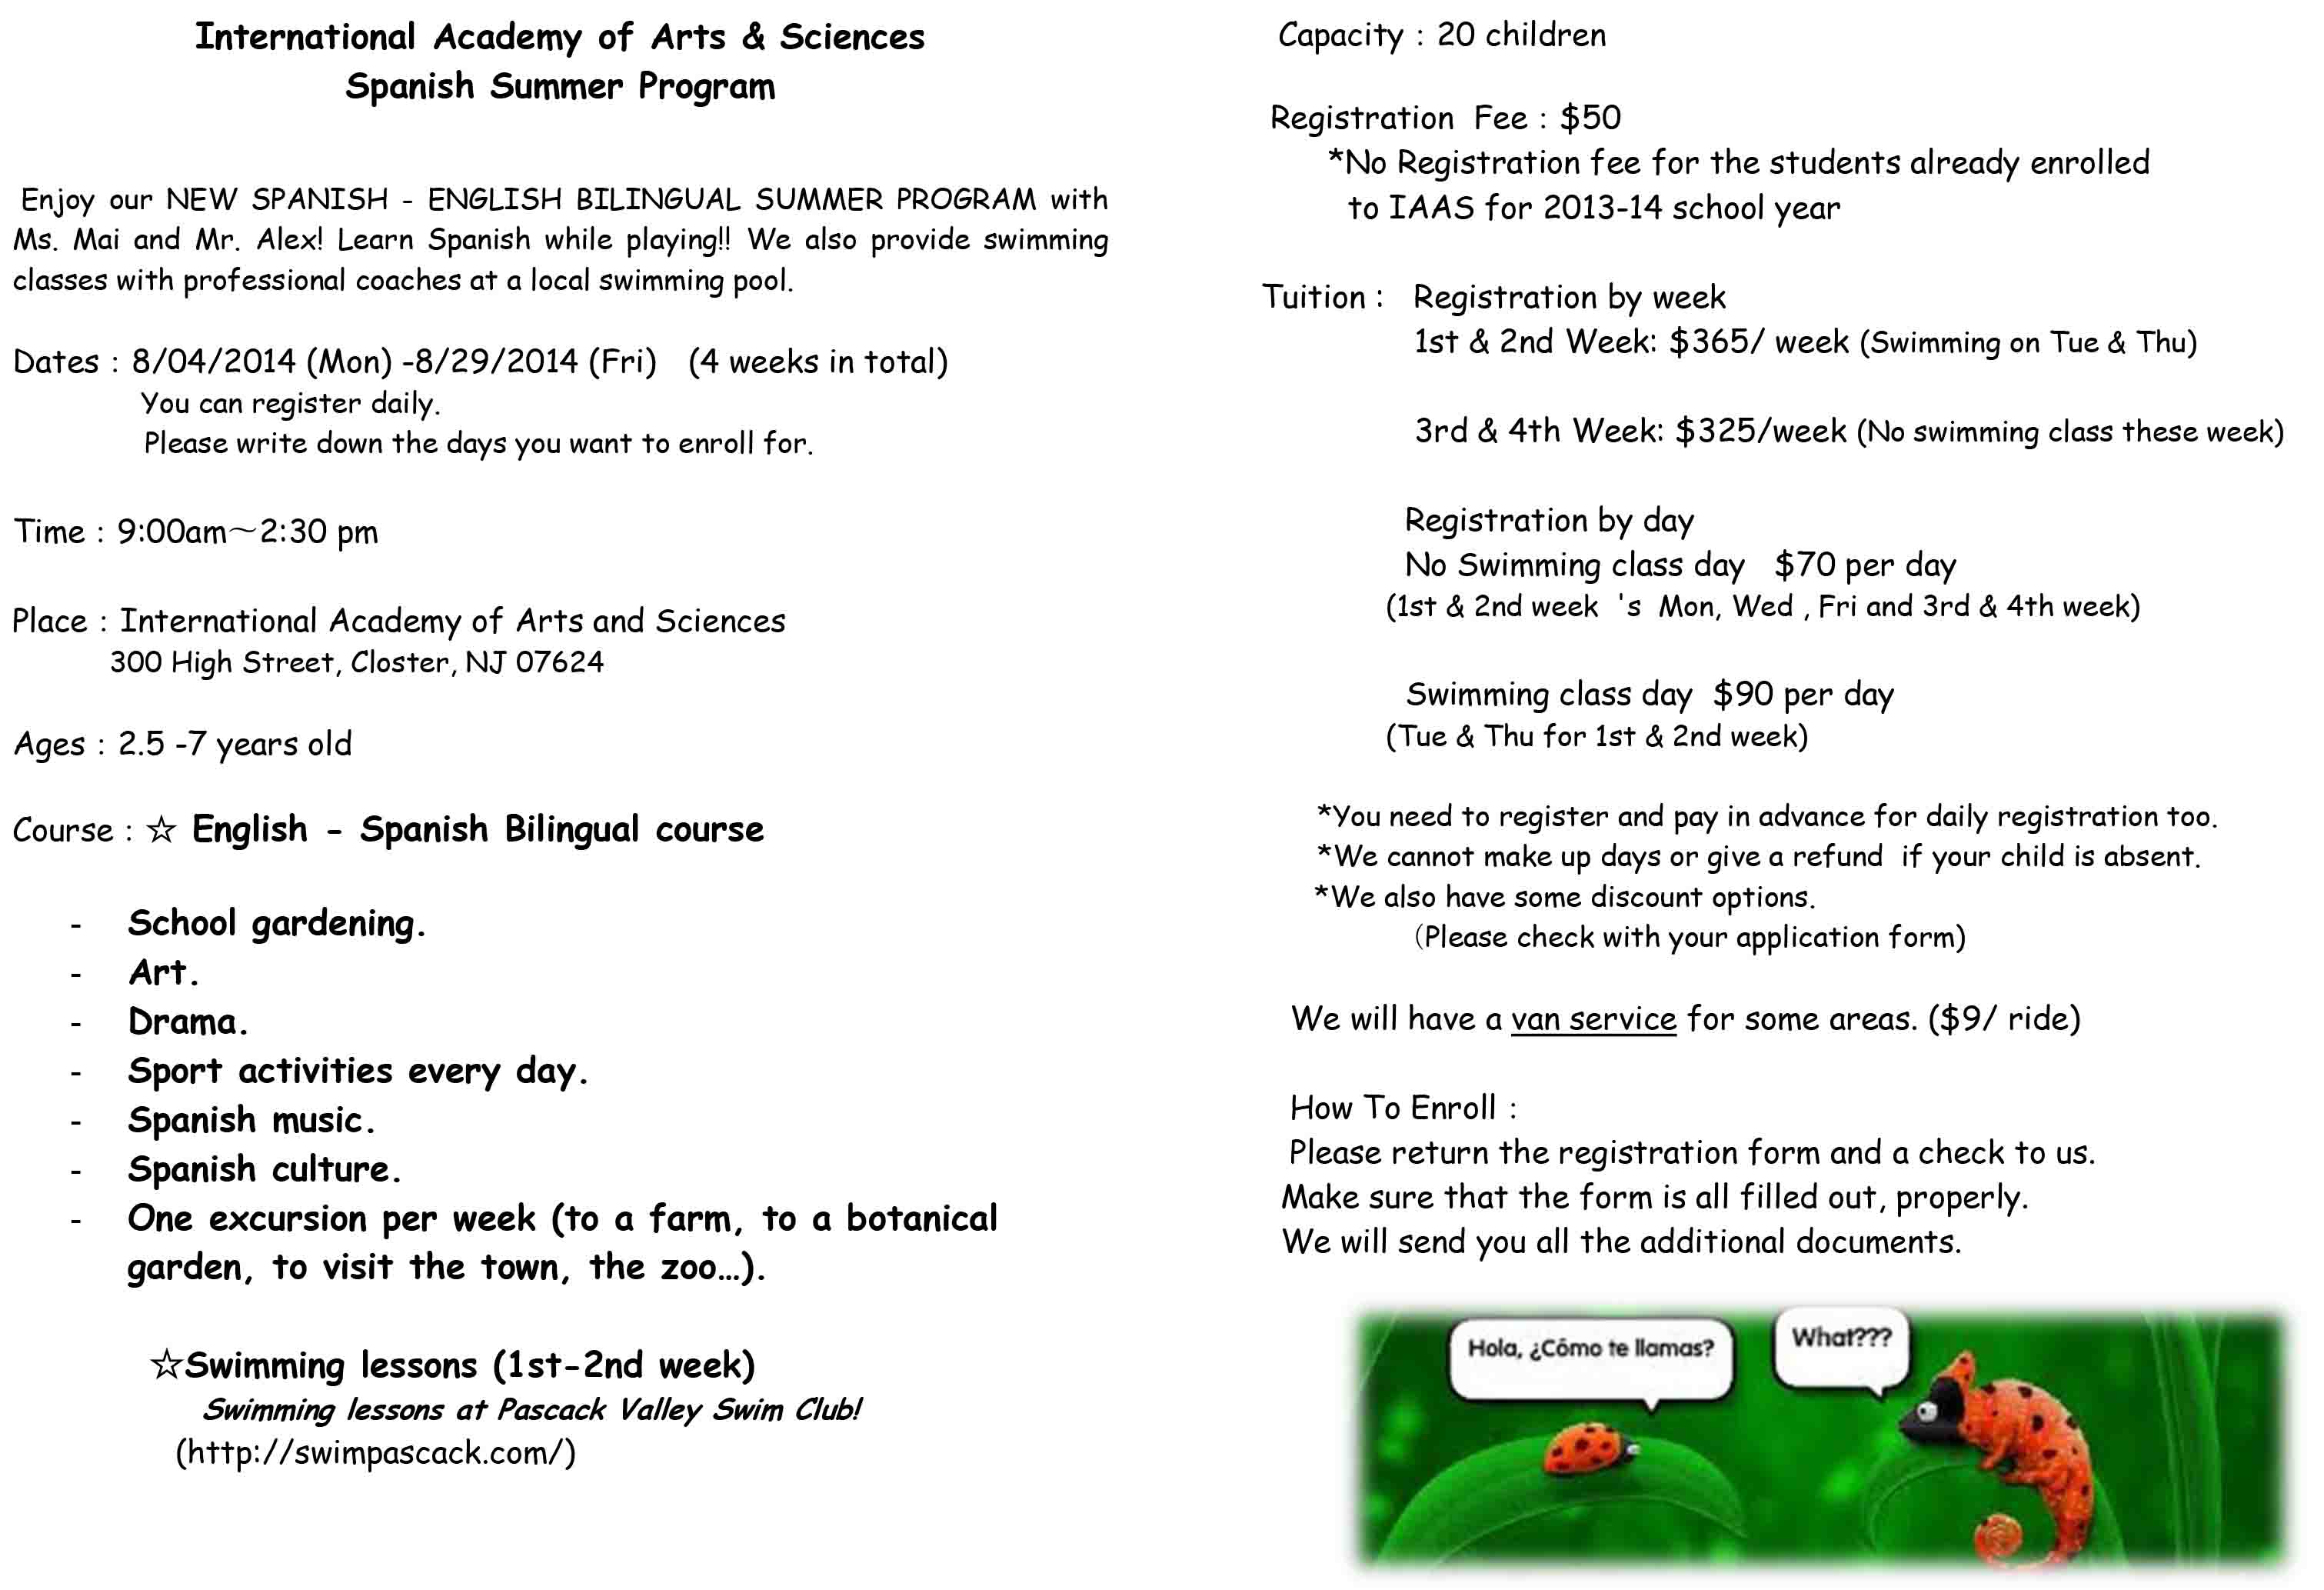 International Academy of Arts & Sciences
Spanish Summer Program
Enjoy our NEW SPANISH - ENGLISH BILINGUAL SUMMER PROGRAM with
Ms. Mai and Mr. Alex! Learn Spanish while playing!! We also provide swimming
classes with professional coaches at a local swimming pool.
Dates : 8/04/2014 (Mon) -8/29/2014 (Fri) (4 weeks in total)
You can register daily.
Please write down the days you want to enroll for.
Time : 9:00am～2:30 pm
Place : International Academy of Arts and Sciences
300 High Street, Closter, NJ 07624
Ages : 2.5 -7 years old
Course : ☆ English - Spanish Bilingual course
- School gardening.
- Art.
- Drama.
- Sport activities every day.
- Spanish music.
- Spanish culture.
- One excursion per week (to a farm, to a botanical
garden, to visit the town, the zoo…).
☆Swimming lessons (1st-2nd week)
Swimming lessons at Pascack Valley Swim Club!
(http://swimpascack.com/)
Capacity : 20 children
Registration Fee : $50
*No Registration fee for the students already enrolled
to IAAS for 2013-14 school year
Tuition : Registration by week
1st & 2nd Week: $365/ week (Swimming on Tue & Thu)
3rd & 4th Week: $325/week (No swimming class these week)
Registration by day
No Swimming class day $70 per day
(1st & 2nd week 's Mon, Wed , Fri and 3rd & 4th week)
Swimming class day $90 per day
(Tue & Thu for 1st & 2nd week)
*You need to register and pay in advance for daily registration too.
*We cannot make up days or give a refund if your child is absent.
*We also have some discount options.
(Please check with your application form)
We will have a van service for some areas. ($9/ ride)
How To Enroll :
Please return the registration form and a check to us.
Make sure that the form is all filled out, properly.
We will send you all the additional documents.
Hola, ¿Cómo te llamas?
What???